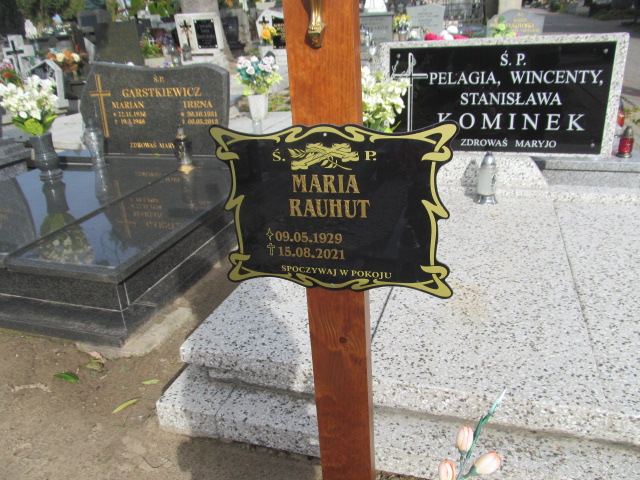 Ś. P.
GARSTKIEWICZ
MARIAN IRENA
Ś. P.
PELAGIA, WINCENTY,
STANISŁAWA
KOMINEK
ZDROWAŚ MARYJO
Ś. P.
MARIA
RAUHUT
09.05.1929
15.08.2021
SPOCZYWAJ W POKOJU
ZDROWAŚ MARYJO